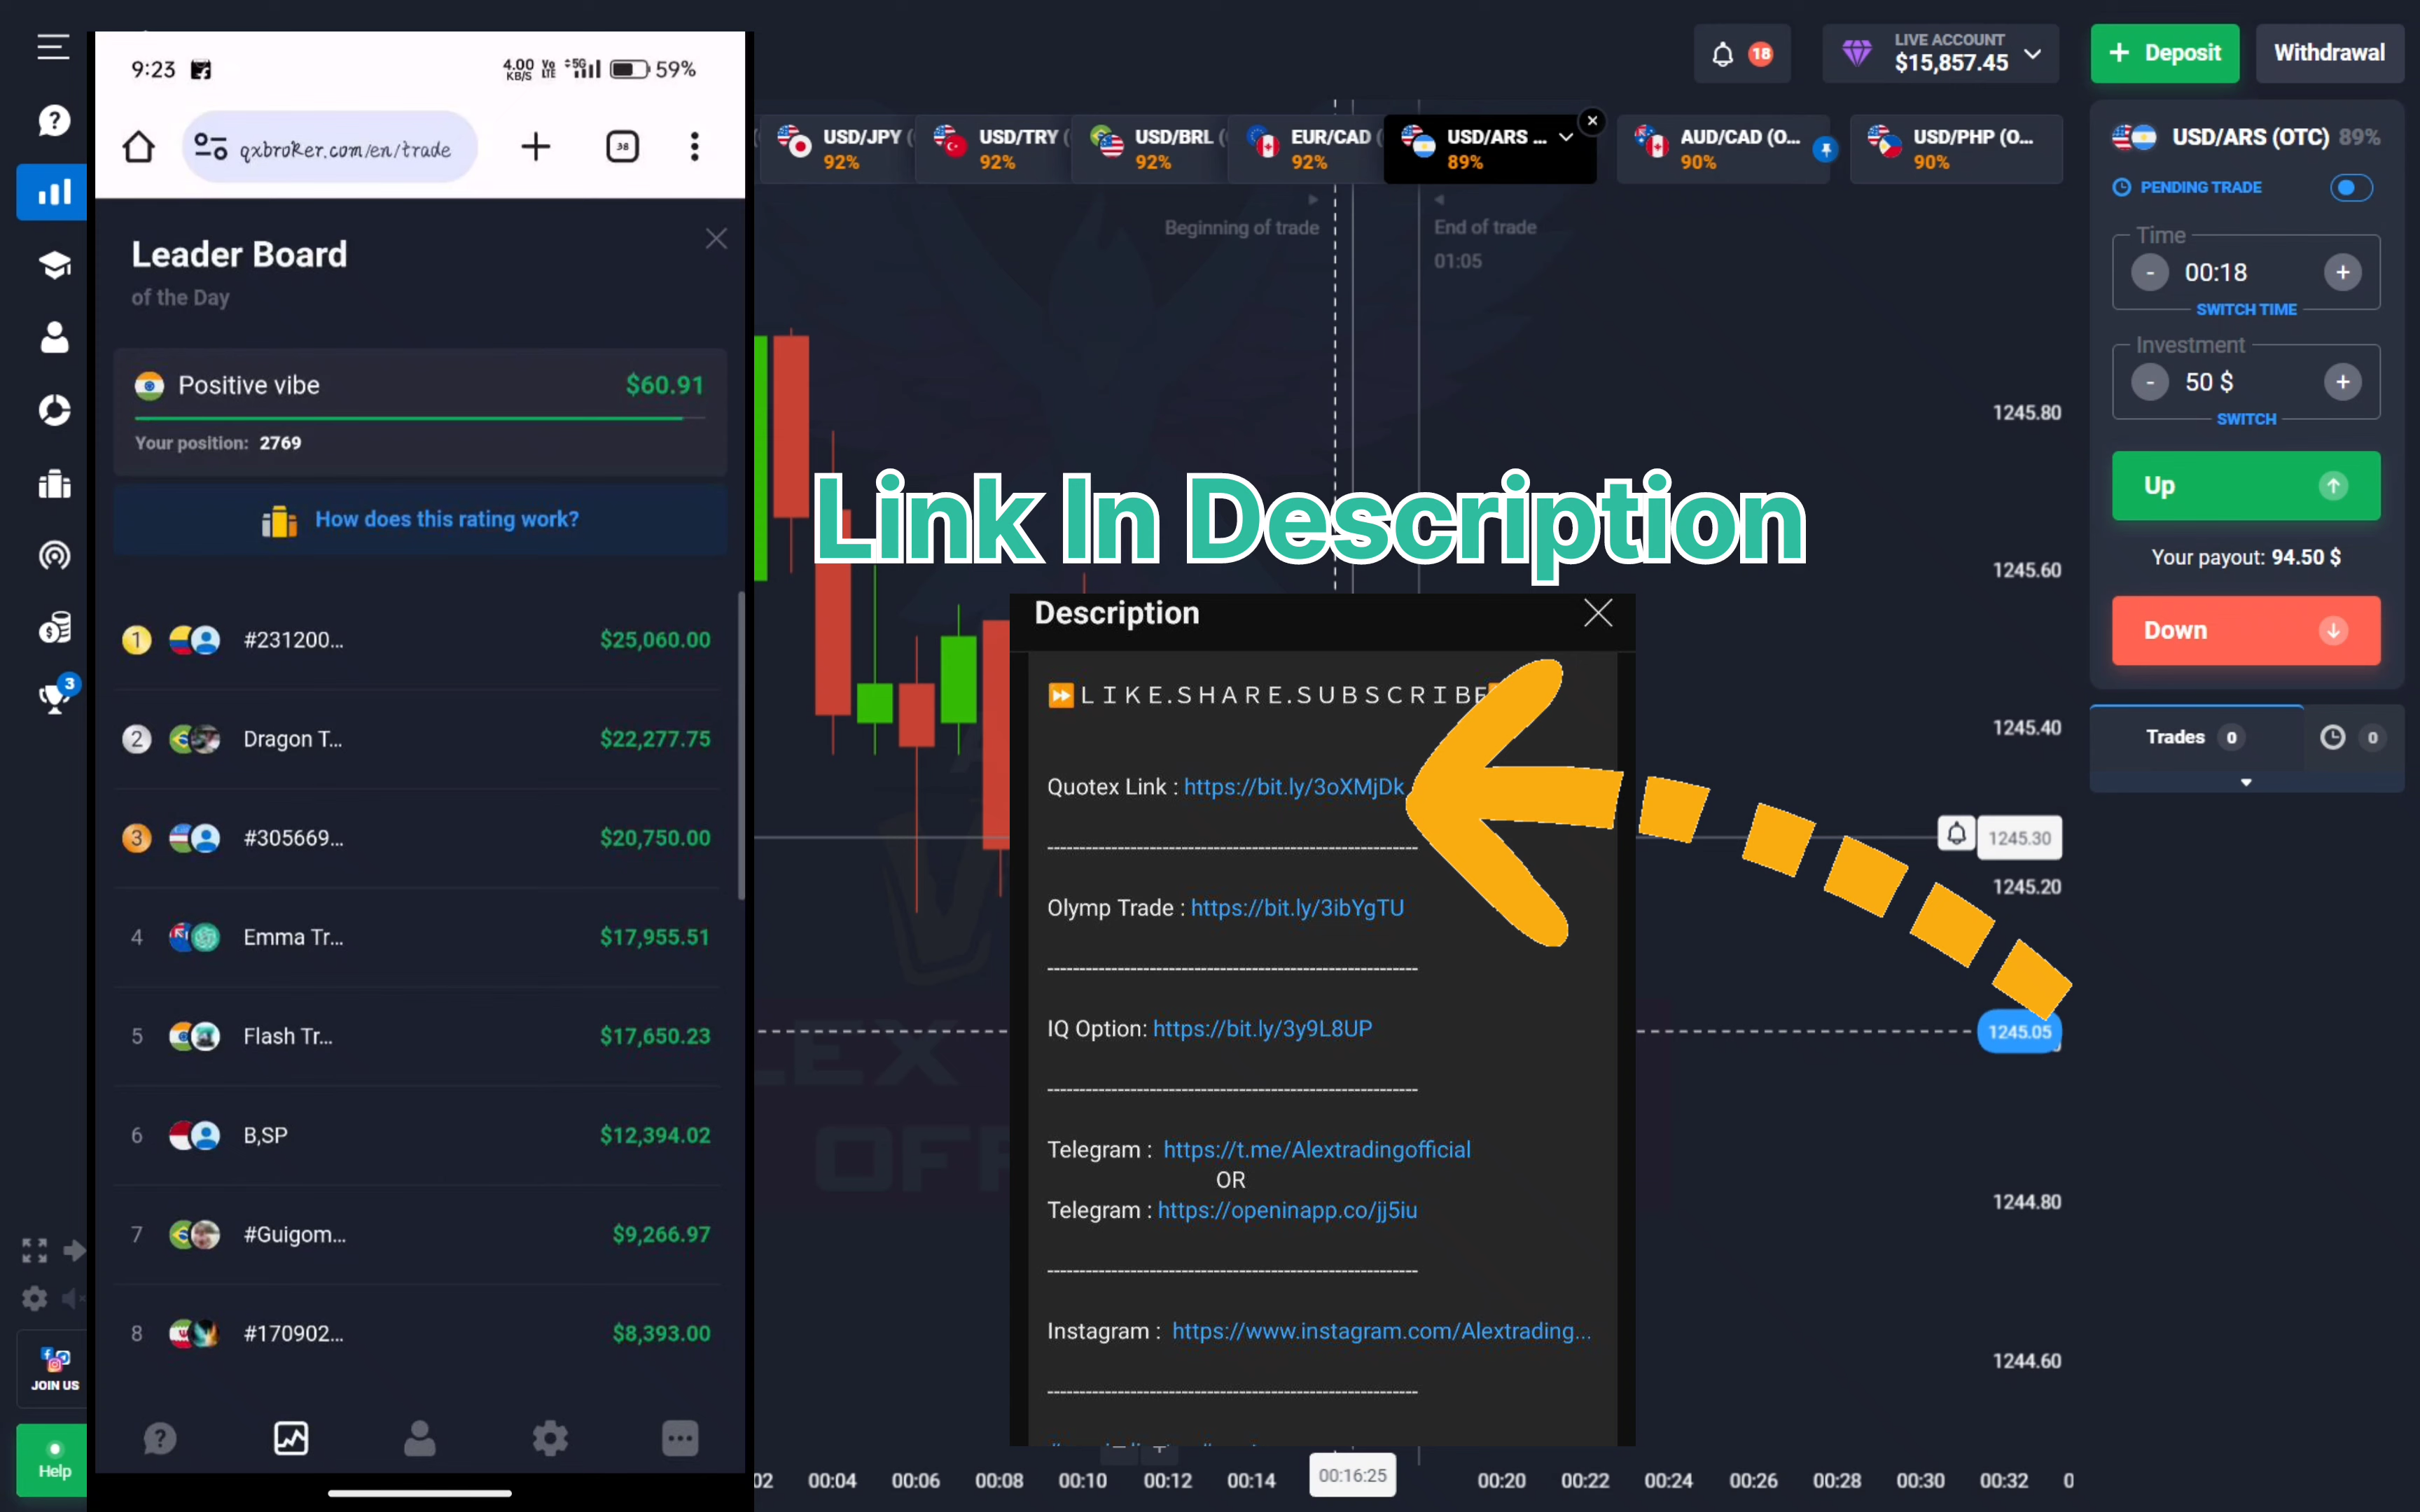 9:23
4.00 KB/S
Vo LTE
5G
59%
qxbroker.com/en/trade
38
Leader Board
of the Day
Positive vibe $60.91
Your position: 2769
How does this rating work?
1 #231200... $25,060.00
2 Dragon T... $22,277.75
3 #305669... $20,750.00
4 Emma Tr... $17,955.51
5 Flash Tr... $17,650.23
6 B,SP $12,394.02
7 #Guigom... $9,266.97
8 #170902... $8,393.00
3
JOIN US
Help
18
LIVE ACCOUNT
$15,857.45
+ Deposit
Withdrawal
USD/JPY (
92%
USD/TRY (
92%
USD/BRL (
92%
EUR/CAD (
92%
USD/ARS ...
89%
AUD/CAD (O...
90%
USD/PHP (O...
90%
Beginning of trade
End of trade
01:05
Link In Description
Description
LIKE.SHARE.SUBSCRIBE
Quotex Link : https://bit.ly/3oXMjDk
Olymp Trade : https://bit.ly/3ibYgTU
IQ Option: https://bit.ly/3y9L8UP
Telegram : https://t.me/Alextradingofficial
OR
Telegram : https://openinapp.co/jj5iu
Instagram : https://www.instagram.com/Alextrading...
1245.80
1245.60
1245.40
1245.30
1245.20
1245.05
1244.80
1244.60
02 00:04 00:06 00:08 00:10 00:12 00:14 00:16:25 00:20 00:22 00:24 00:26 00:28 00:30 00:32 0
USD/ARS (OTC) 89%
PENDING TRADE
Time
- 00:18 +
SWITCH TIME
Investment
- 50 $ +
SWITCH
Up
Your payout: 94.50 $
Down
Trades 0
0